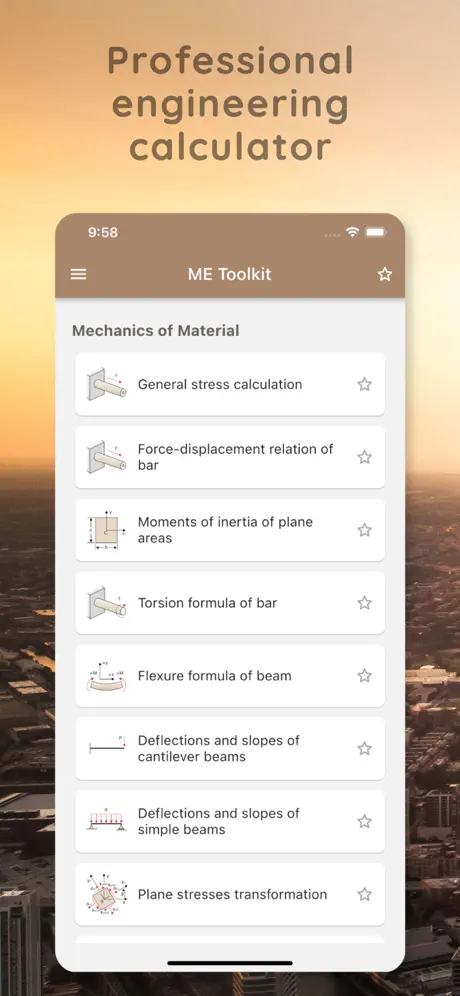 Professional
engineering
calculator
9:58
ME Toolkit
Mechanics of Material
General stress calculation
Force-displacement relation of
bar
Moments of inertia of plane
areas
Torsion formula of bar
Flexure formula of beam
Deflections and slopes of
cantilever beams
Deflections and slopes of
simple beams
Plane stresses transformation